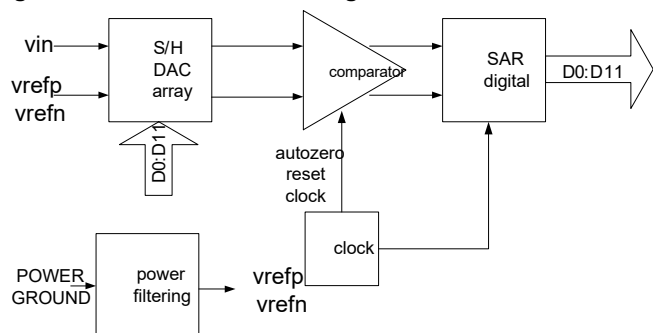 vin
vrefp
vrefn
S/H
DAC
array
comparator
SAR
digital
D0:D11
D0:D11
autozero
reset
clock
clock
POWER
GROUND
power
filtering
vrefp
vrefn